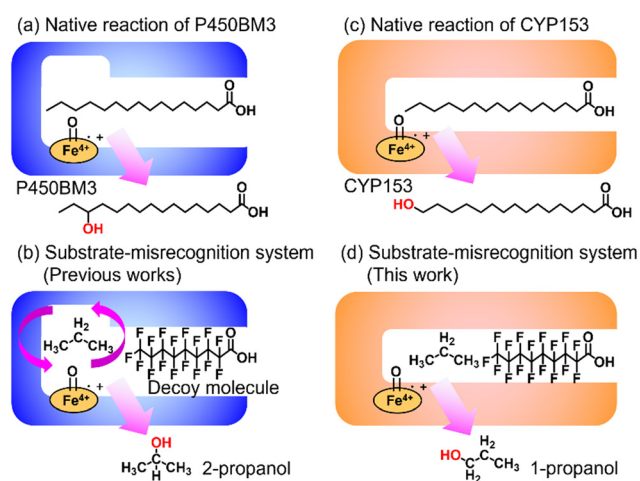 (a) Native reaction of P450BM3
O
OH
O
Fe4+
·+
P450BM3
O
OH
OH
(b) Substrate-misrecognition system
(Previous works)
H2
C
H3C CH3
F F F F F F F F F
F F F F F F F F F
O
OH
Decoy molecule
O
Fe4+
·+
OH
H3C C CH3
H
2-propanol
(c) Native reaction of CYP153
O
OH
O
Fe4+
·+
CYP153
HO
O
OH
(d) Substrate-misrecognition system
(This work)
H2
C
H3C CH3
F F F F F F F F F
F F F F F F F F F
O
OH
O
Fe4+
·+
HO
H2
C
C CH3
H2
1-propanol